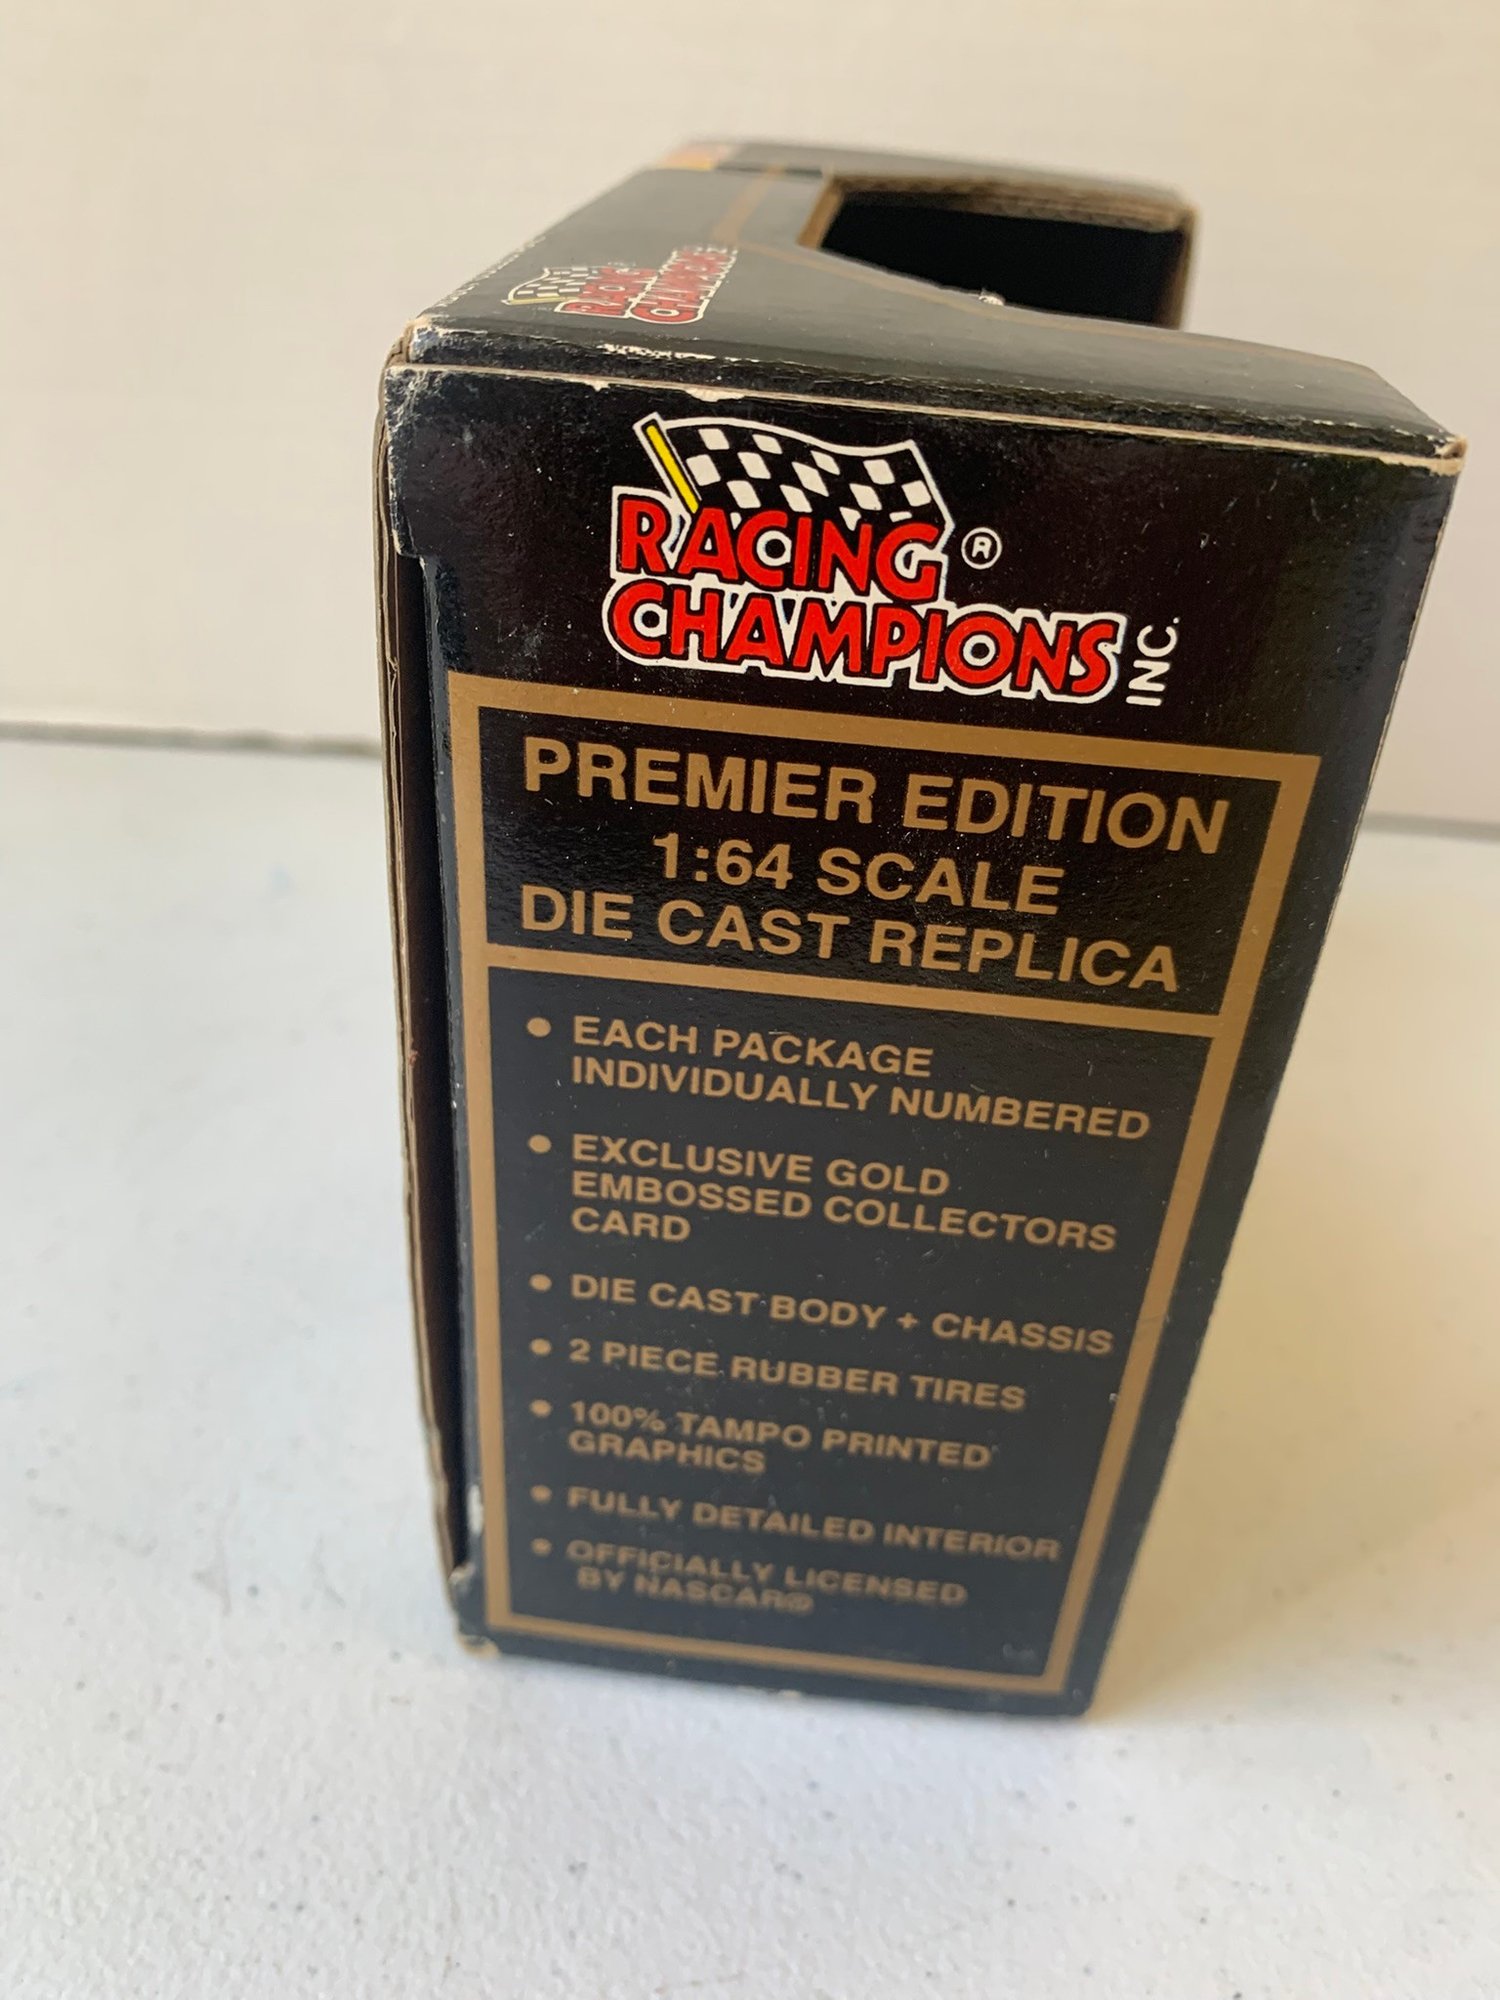 RACING
CHAMPIONS
RACING ®
CHAMPIONS INC.
PREMIER EDITION
1:64 SCALE
DIE CAST REPLICA
• EACH PACKAGE
INDIVIDUALLY NUMBERED
• EXCLUSIVE GOLD
EMBOSSED COLLECTORS
CARD
• DIE CAST BODY + CHASSIS
• 2 PIECE RUBBER TIRES
• 100% TAMPO PRINTED
GRAPHICS
• FULLY DETAILED INTERIOR
• OFFICIALLY LICENSED
BY NASCAR®